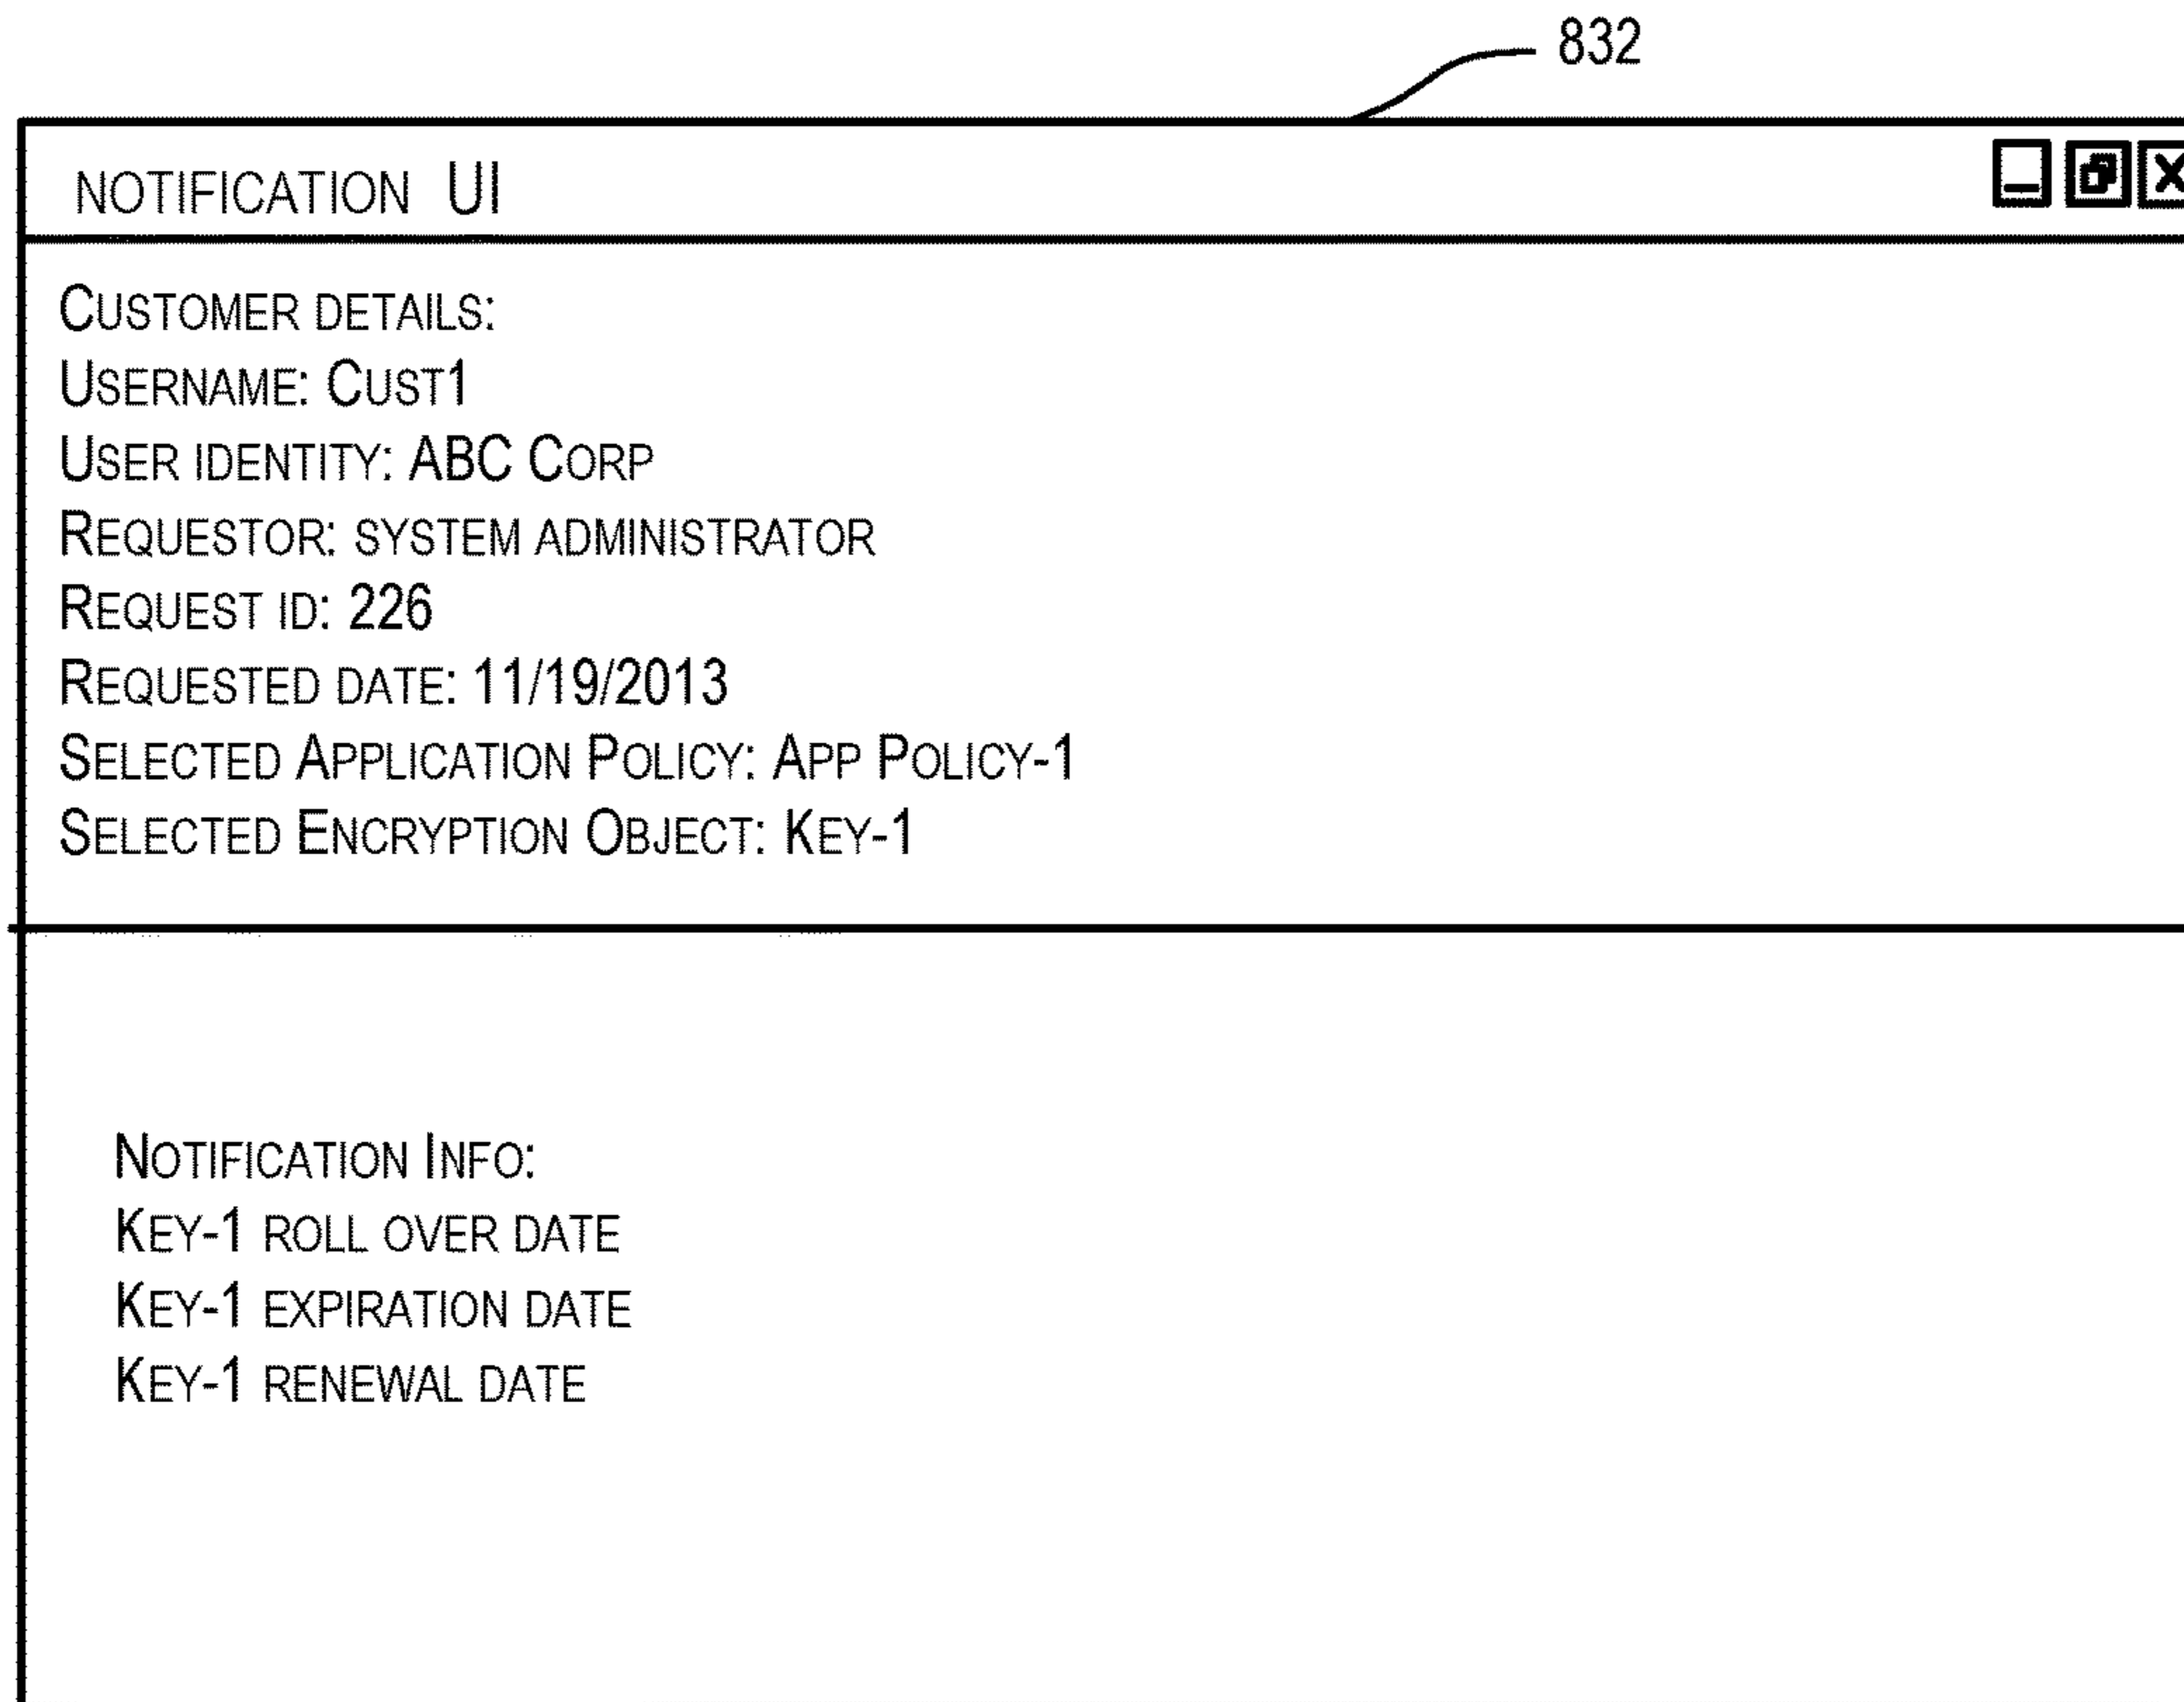 832
NOTIFICATION UI
CUSTOMER DETAILS:
USERNAME: CUST1
USER IDENTITY: ABC CORP
REQUESTOR: SYSTEM ADMINISTRATOR
REQUEST ID: 226
REQUESTED DATE: 11/19/2013
SELECTED APPLICATION POLICY: APP POLICY-1
SELECTED ENCRYPTION OBJECT: KEY-1
NOTIFICATION INFO:
KEY-1 ROLL OVER DATE
KEY-1 EXPIRATION DATE
KEY-1 RENEWAL DATE